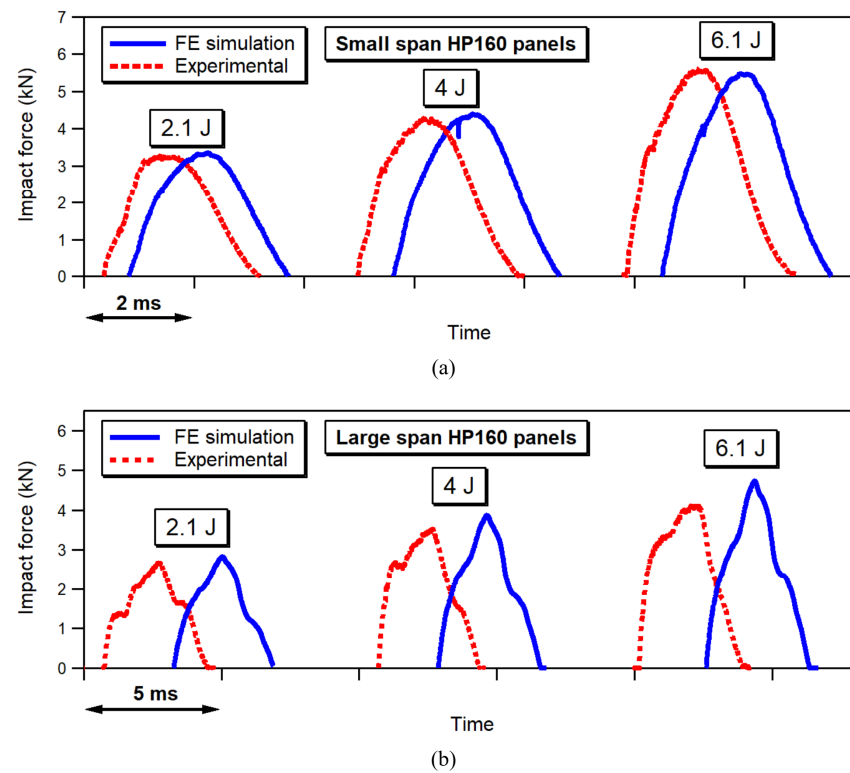 7
6
5
4
3
2
1
0
Impact force (kN)
FE simulation
Experimental
Small span HP160 panels
2.1 J
4 J
6.1 J
2 ms
Time
(a)
6
5
4
3
2
1
0
Impact force (kN)
FE simulation
Experimental
Large span HP160 panels
2.1 J
4 J
6.1 J
5 ms
Time
(b)